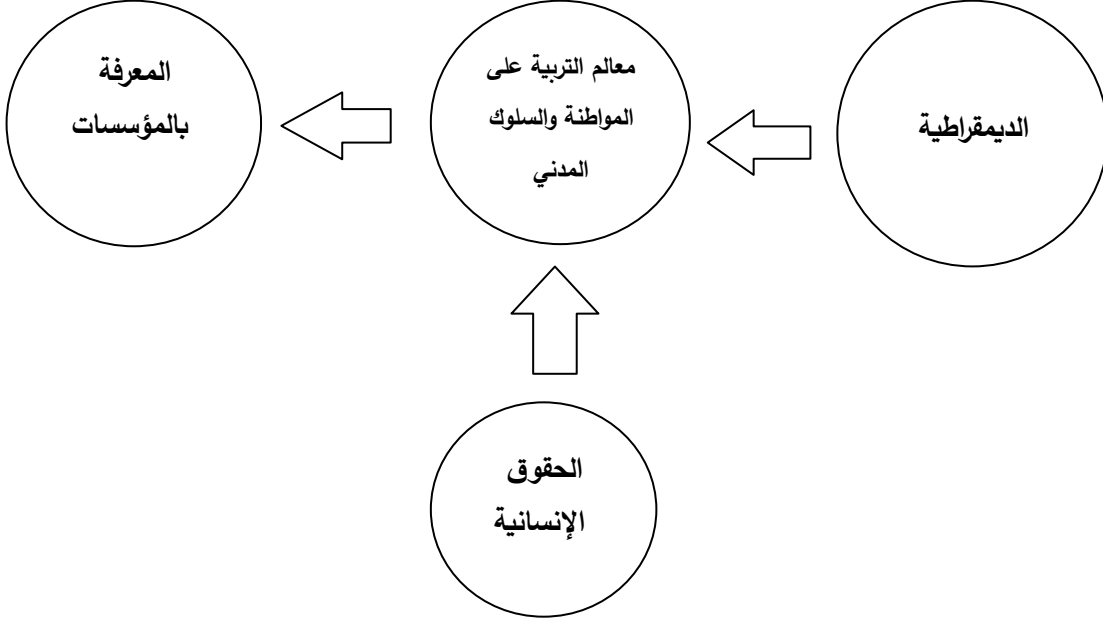 الديمقراطية
معالم التربية على
المواطنة والسلوك
المدني
المعرفة
بالمؤسسات
الحقوق
الإنسانية